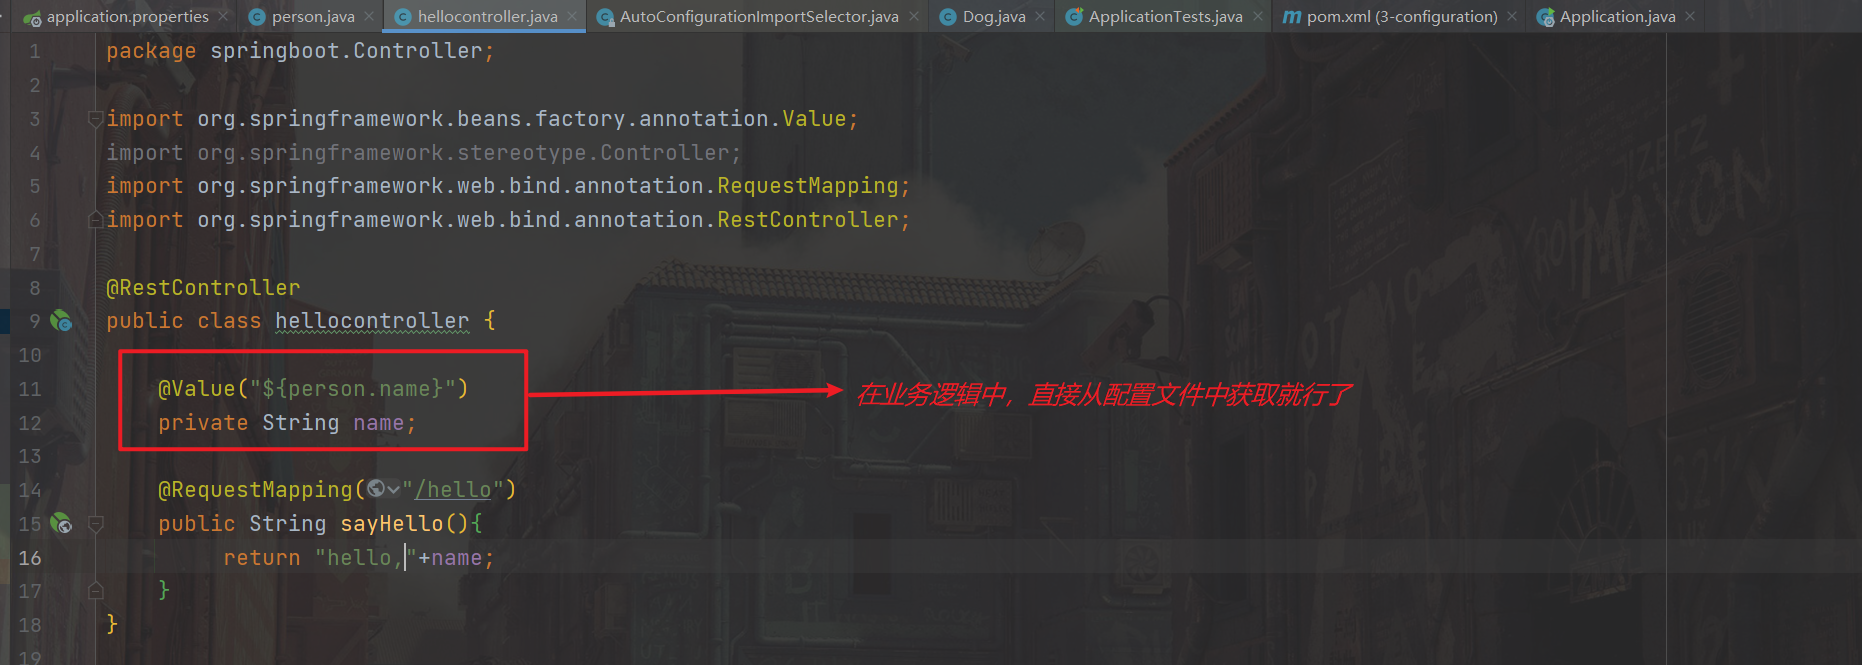 application.properties person.java hellocontroller.java AutoConfigurationImportSelector.java Dog.java ApplicationTests.java pom.xml (3-configuration) Application.java
1 package springboot.Controller;
2
3 import org.springframework.beans.factory.annotation.Value;
4 import org.springframework.stereotype.Controller;
5 import org.springframework.web.bind.annotation.RequestMapping;
6 import org.springframework.web.bind.annotation.RestController;
7
8 @RestController
9 public class hellocontroller {
10
11 @Value("${person.name}")
在业务逻辑中，直接从配置文件中获取就行了
12 private String name;
13
14 @RequestMapping("/hello")
15 public String sayHello(){
16 return "hello,"+name;
17 }
18 }
19